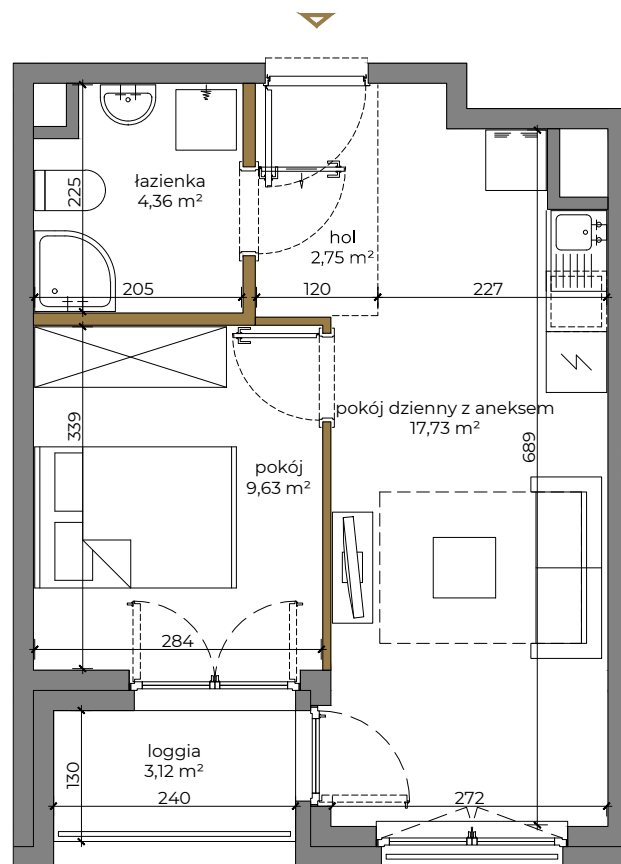 łazienka
4,36 m²
225
205
hol
2,75 m²
120
227
339
pokój dzienny z aneksem
17,73 m²
689
pokój
9,63 m²
284
loggia
3,12 m²
130
240
272